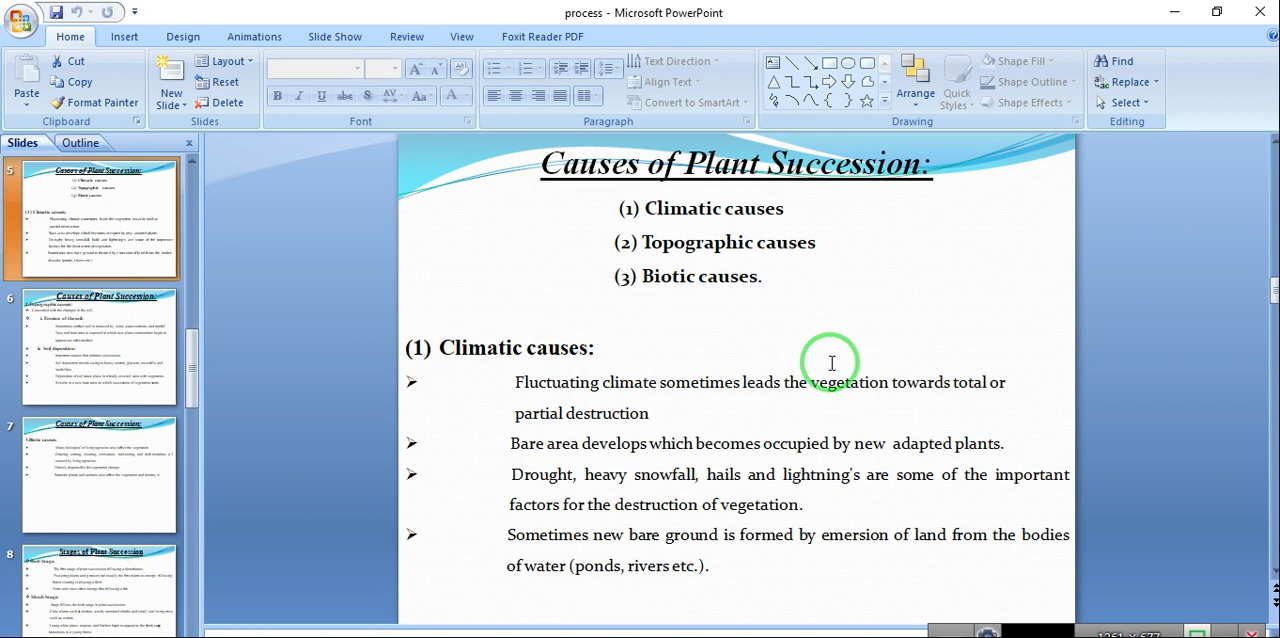 process - Microsoft PowerPoint
Home Insert Design Animations Slide Show Review View Foxit Reader PDF
Cut Layout Text Direction Shape Fill Find
Copy Reset Align Text Shape Outline Replace
Paste Format Painter New Slide Delete B I U abc S AV Aa A Convert to SmartArt Arrange Quick Styles Shape Effects Select
Clipboard Slides Font Paragraph Drawing Editing
Slides Outline
5
Causes of Plant Succession:
(1) Climatic causes
(2) Topographic causes
(3) Biotic causes.
(1) Climatic causes:
Fluctuating climate sometimes leads the vegetation towards total or
partial destruction
Bare area develops which becomes occupied by new adapted plants.
Drought, heavy snowfall, hails and lightning's are some of the important
factors for the destruction of vegetation.
Sometimes new bare ground is formed by emersion of land from the bodies
of water (ponds, rivers etc.).
6
Causes of Plant Succession:
7
Causes of Plant Succession:
8
Stages of Plant Succession